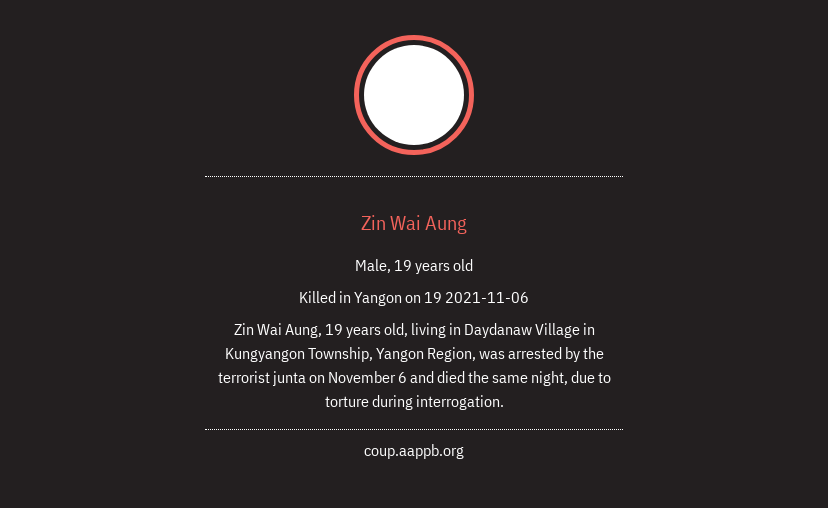 Zin Wai Aung
Male, 19 years old
Killed in Yangon on 19 2021-11-06
Zin Wai Aung, 19 years old, living in Daydanaw Village in
Kungyangon Township, Yangon Region, was arrested by the
terrorist junta on November 6 and died the same night, due to
torture during interrogation.
coup.aappb.org